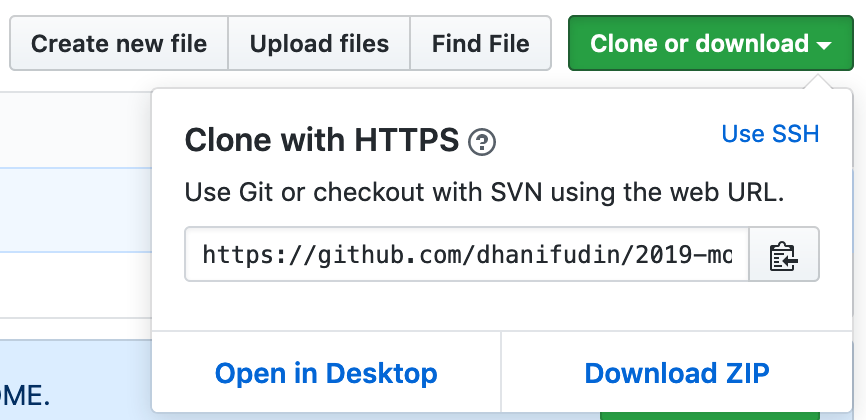 Create new file Upload files Find File Clone or download
Clone with HTTPS ? Use SSH
Use Git or checkout with SVN using the web URL.
https://github.com/dhanifudin/2019-mo
Open in Desktop Download ZIP
OME.